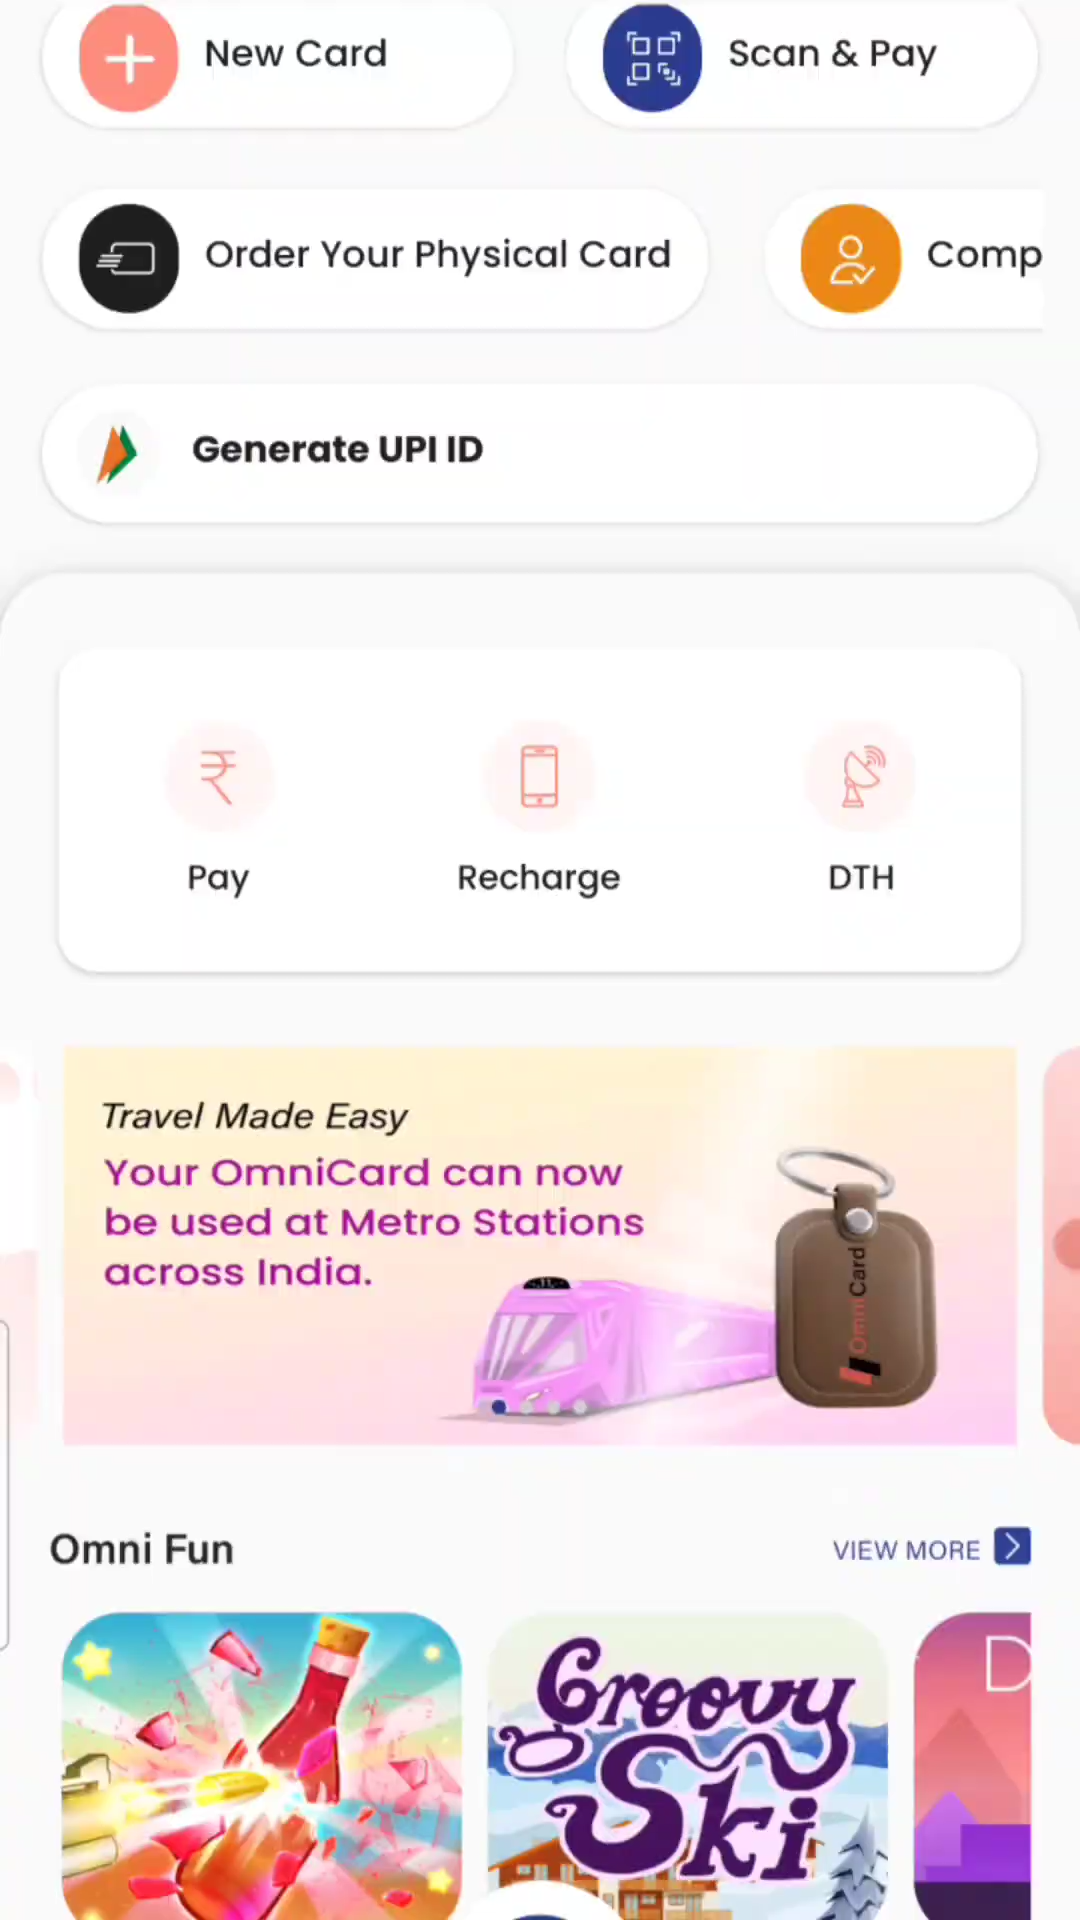 New Card
Scan & Pay
Order Your Physical Card
Comp
Generate UPI ID
Pay
Recharge
DTH
Travel Made Easy
Your OmniCard can now
be used at Metro Stations
across India.
OmniCard
Omni Fun
VIEW MORE
Groovy
Ski
D